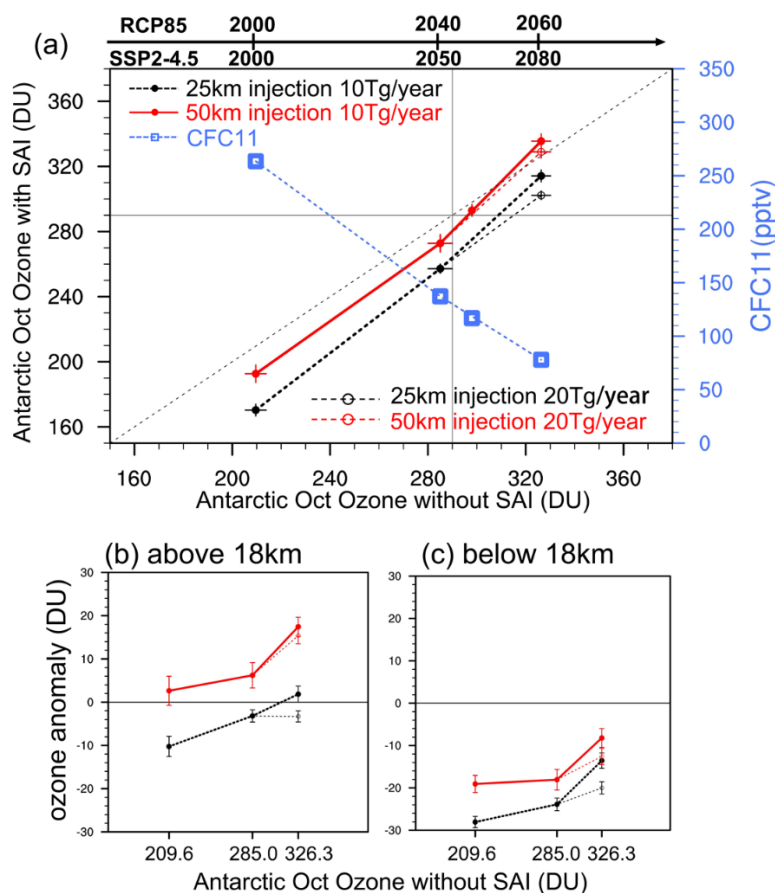 RCP85 2000 2040 2060
(a)
SSP2-4.5 2000 2050 2080
25km injection 10Tg/year
50km injection 10Tg/year
CFC11
25km injection 20Tg/year
50km injection 20Tg/year
Antarctic Oct Ozone with SAI (DU)
360
330
290
260
200
160
350
300
250
200
150
100
50
0
CFC11(pptv)
160 200 240 280 320 360
Antarctic Oct Ozone without SAI (DU)
(b) above 18km
(c) below 18km
ozone anomaly (DU)
30
20
10
0
-10
-20
-30
30
20
10
0
-10
-20
-30
209.6 285.0 326.3
209.6 285.0 326.3
Antarctic Oct Ozone without SAI (DU)